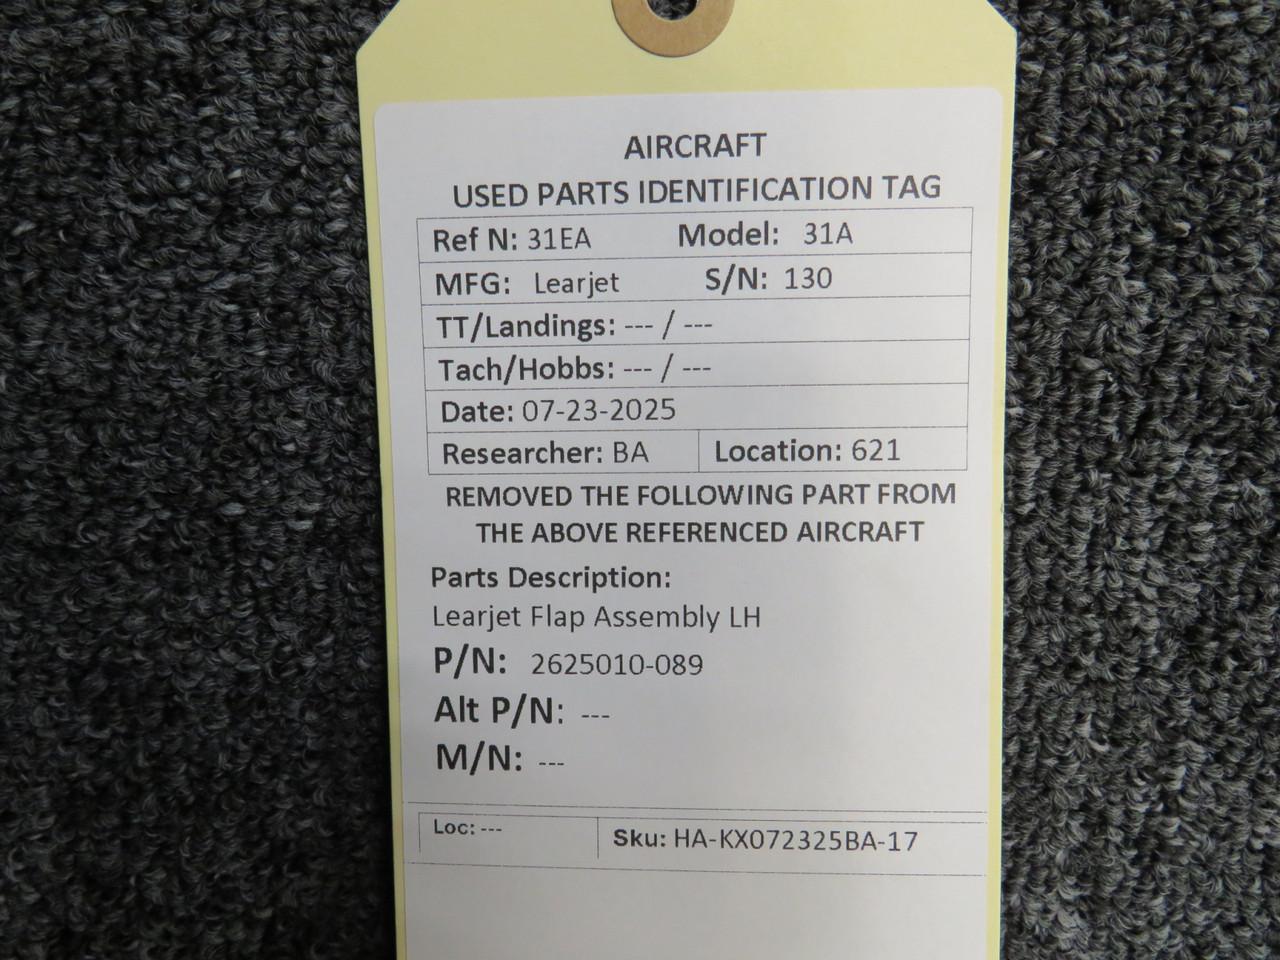 AIRCRAFT
USED PARTS IDENTIFICATION TAG
Ref N: 31EA Model: 31A
MFG: Learjet S/N: 130
TT/Landings: --- / ---
Tach/Hobbs: --- / ---
Date: 07-23-2025
Researcher: BA Location: 621
REMOVED THE FOLLOWING PART FROM
THE ABOVE REFERENCED AIRCRAFT
Parts Description:
Learjet Flap Assembly LH
P/N: 2625010-089
Alt P/N: ---
M/N: ---
Loc: --- Sku: HA-KX072325BA-17